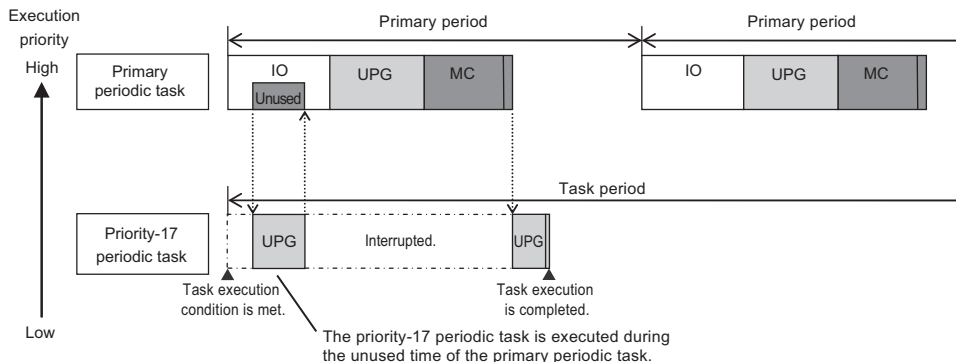 Execution
priority
High
Low
Primary period
Primary period
Primary
periodic task
IO
UPG
MC
Unused
IO
UPG
MC
Task period
Priority-17
periodic task
UPG
Interrupted.
UPG
Task execution
condition is met.
Task execution
is completed.
The priority-17 periodic task is executed during
the unused time of the primary periodic task.